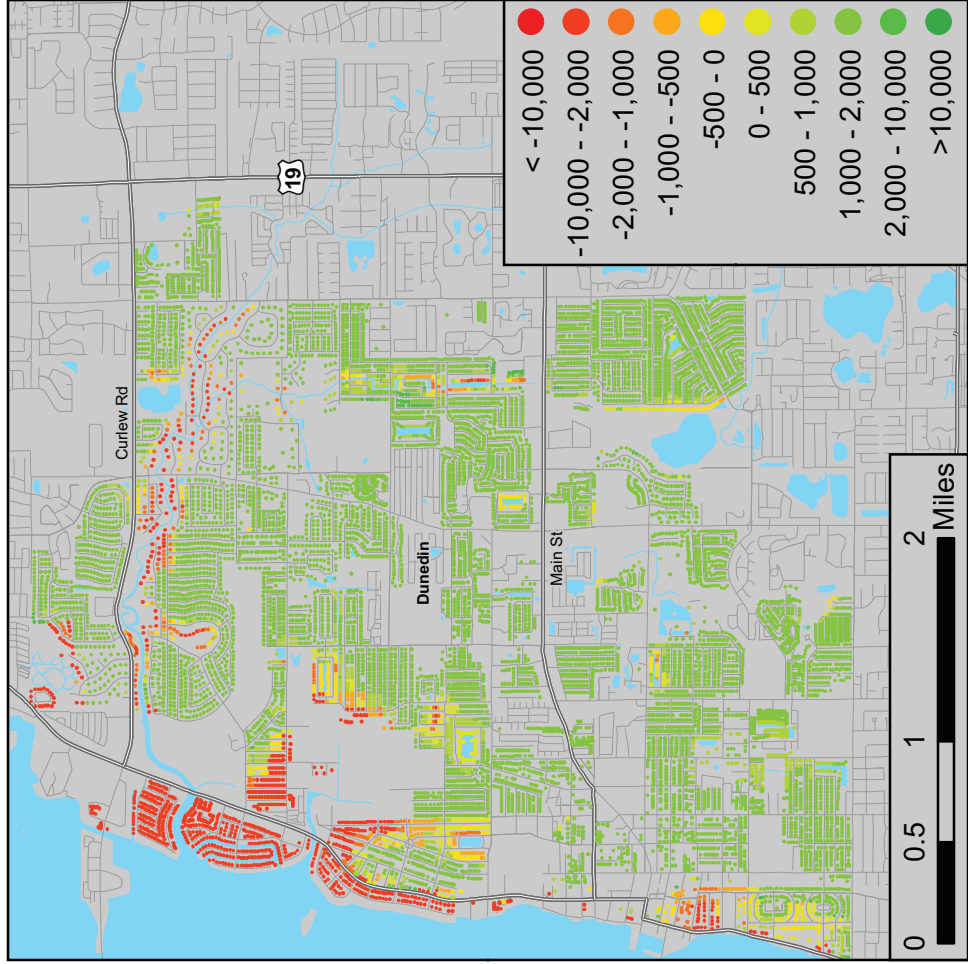 Curlew Rd
19
Dunedin
Main St
< -10,000
-10,000 - -2,000
-2,000 - -1,000
-1,000 - -500
-500 - 0
0 - 500
500 - 1,000
1,000 - 2,000
2,000 - 10,000
>10,000
0 0.5 1 2
Miles